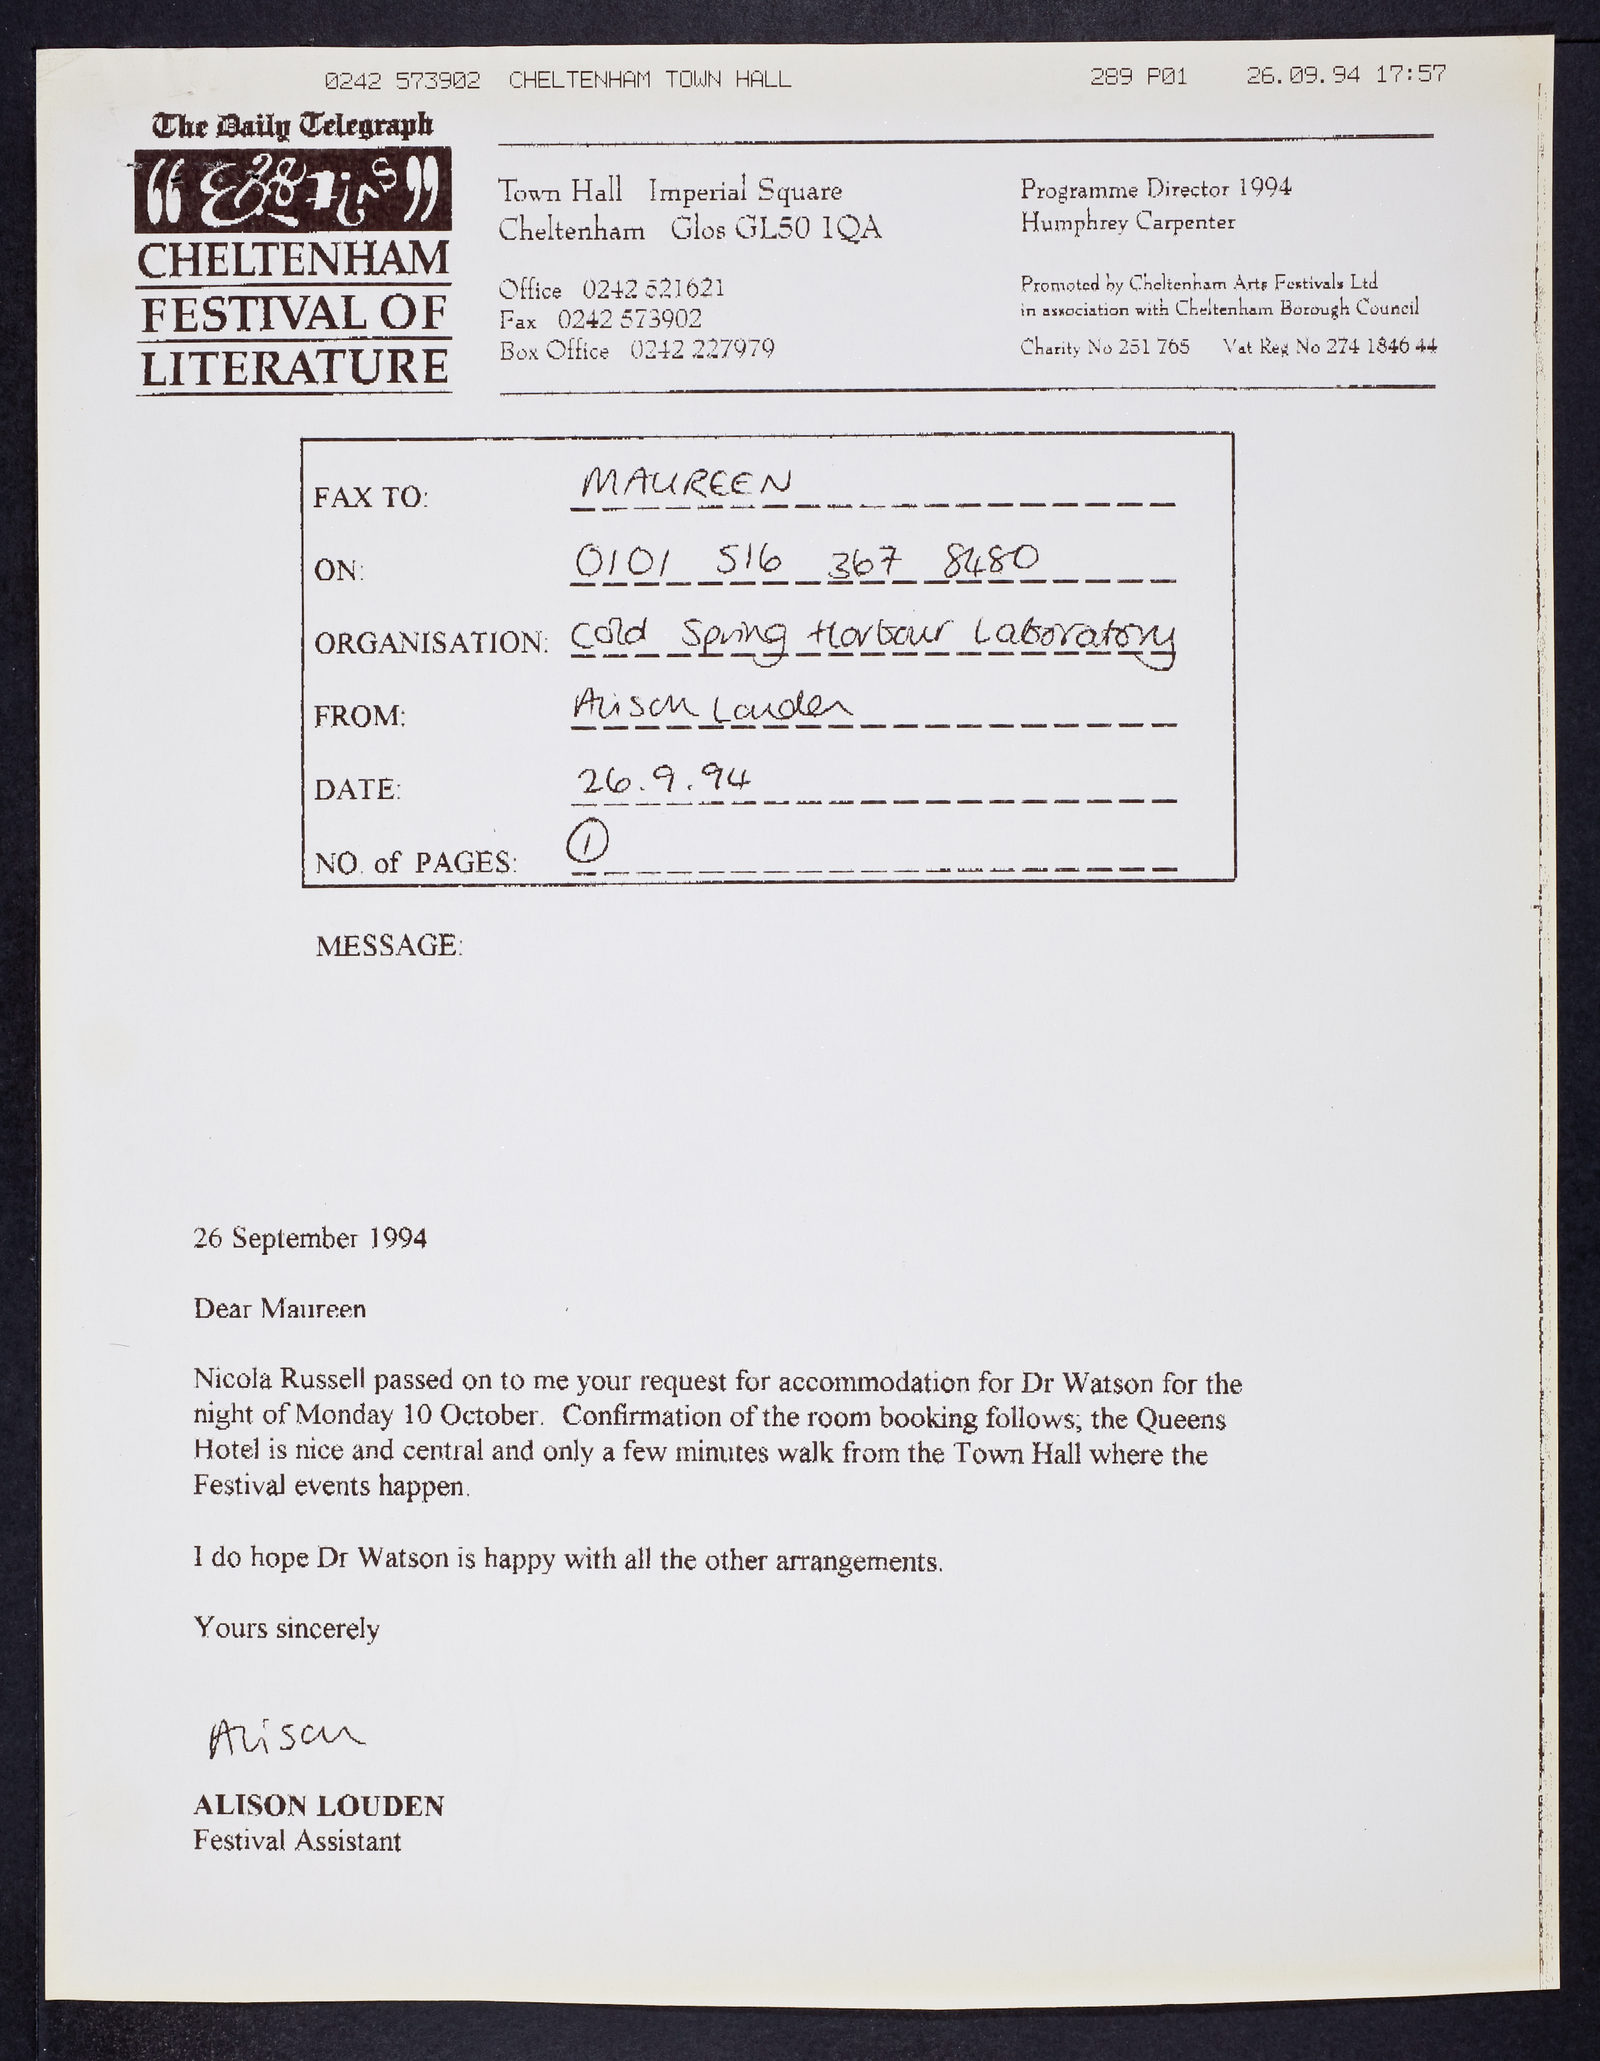 0242 573902 CHELTENHAM TOWN HALL 289 P01 26.09.94 17:57
The Daily Telegraph
CHELTENHAM
FESTIVAL OF
LITERATURE
Town Hall Imperial Square
Cheltenham Glos GL50 1QA
Office 0242 521621
Fax 0242 573902
Box Office 0242 227979
Programme Director 1994
Humphrey Carpenter
Promoted by Cheltenham Arts Festivals Ltd
in association with Cheltenham Borough Council
Charity No 251 765 Vat Reg No 274 1846 44
FAX TO: MAUREEN
ON: 0101 516 367 8480
ORGANISATION: Cold Spring Harbour Laboratory
FROM: Alison Louden
DATE: 26.9.94
NO. of PAGES: 1
MESSAGE:
26 September 1994
Dear Maureen
Nicola Russell passed on to me your request for accommodation for Dr Watson for the
night of Monday 10 October. Confirmation of the room booking follows; the Queens
Hotel is nice and central and only a few minutes walk from the Town Hall where the
Festival events happen.
I do hope Dr Watson is happy with all the other arrangements.
Yours sincerely
Alison
ALISON LOUDEN
Festival Assistant